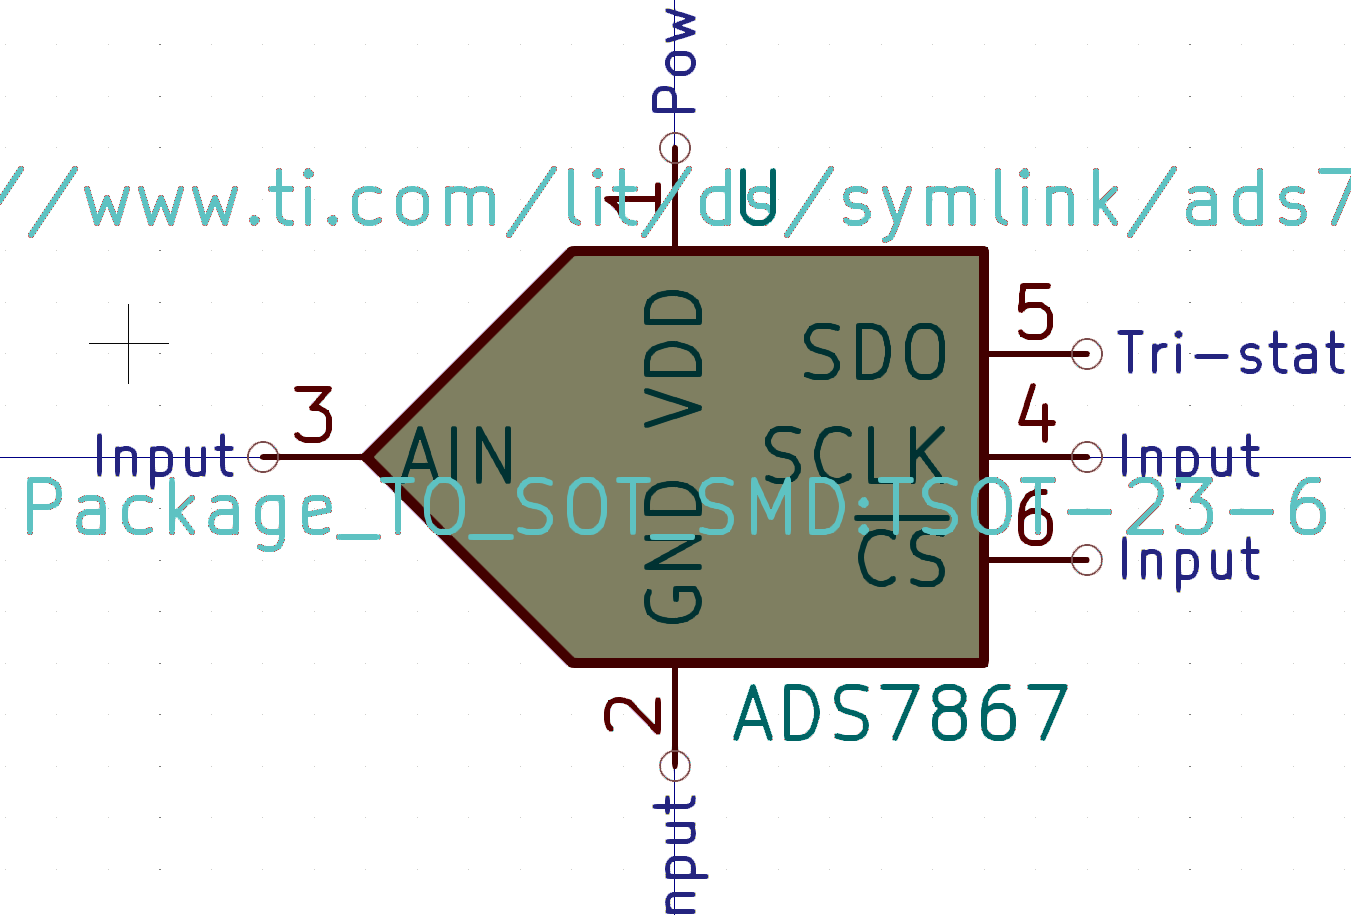 Pow
//www.ti.com/lit/ds/symlink/ads7
1
U
5
SDO
Tri-stat
VDD
3
4
Input
AIN
SCLK
Input
Package_TO_SOT_SMD:TSOT-23-6
6
GND
CS
Input
2
ADS7867
nput